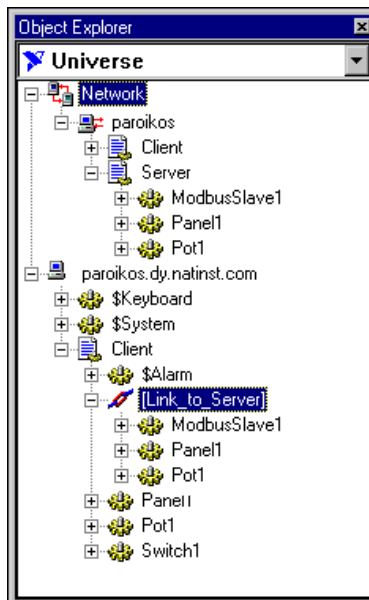 Object Explorer
Universe
Network
paroikos
Client
Server
ModbusSlave1
Panel1
Pot1
paroikos.dy.natinst.com
$Keyboard
$System
Client
$Alarm
[Link_to_Server]
ModbusSlave1
Panel1
Pot1
Panel1
Pot1
Switch1